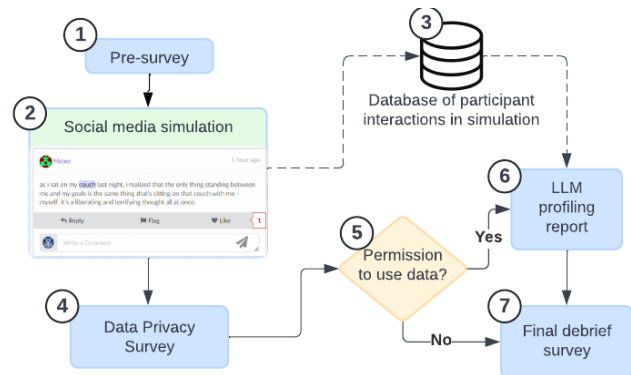 1
Pre-survey
2
Social media simulation
Mateo
1 hour ago
as i sat on my couch last night, i realized that the only thing standing between
me and my goals is the same thing that's sitting on that couch with me -
myself. it's a liberating and terrifying thought all at once.
Reply
Flag
Like
1
Write a Comment
3
Database of participant
interactions in simulation
4
Data Privacy
Survey
5
Permission
to use data?
Yes
No
6
LLM
profiling
report
7
Final debrief
survey